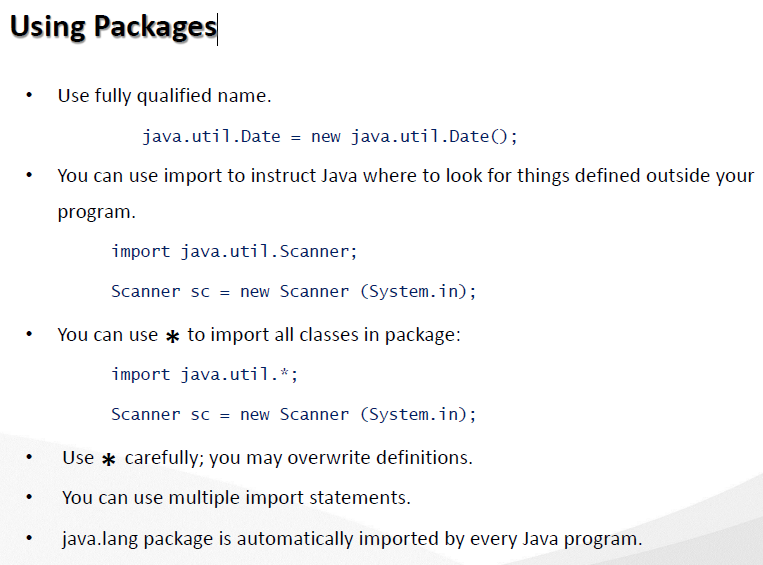 Using Packages
• Use fully qualified name.
java.util.Date = new java.util.Date();
• You can use import to instruct Java where to look for things defined outside your
program.
import java.util.Scanner;
Scanner sc = new Scanner (System.in);
• You can use * to import all classes in package:
import java.util.*;
Scanner sc = new Scanner (System.in);
• Use * carefully; you may overwrite definitions.
• You can use multiple import statements.
• java.lang package is automatically imported by every Java program.